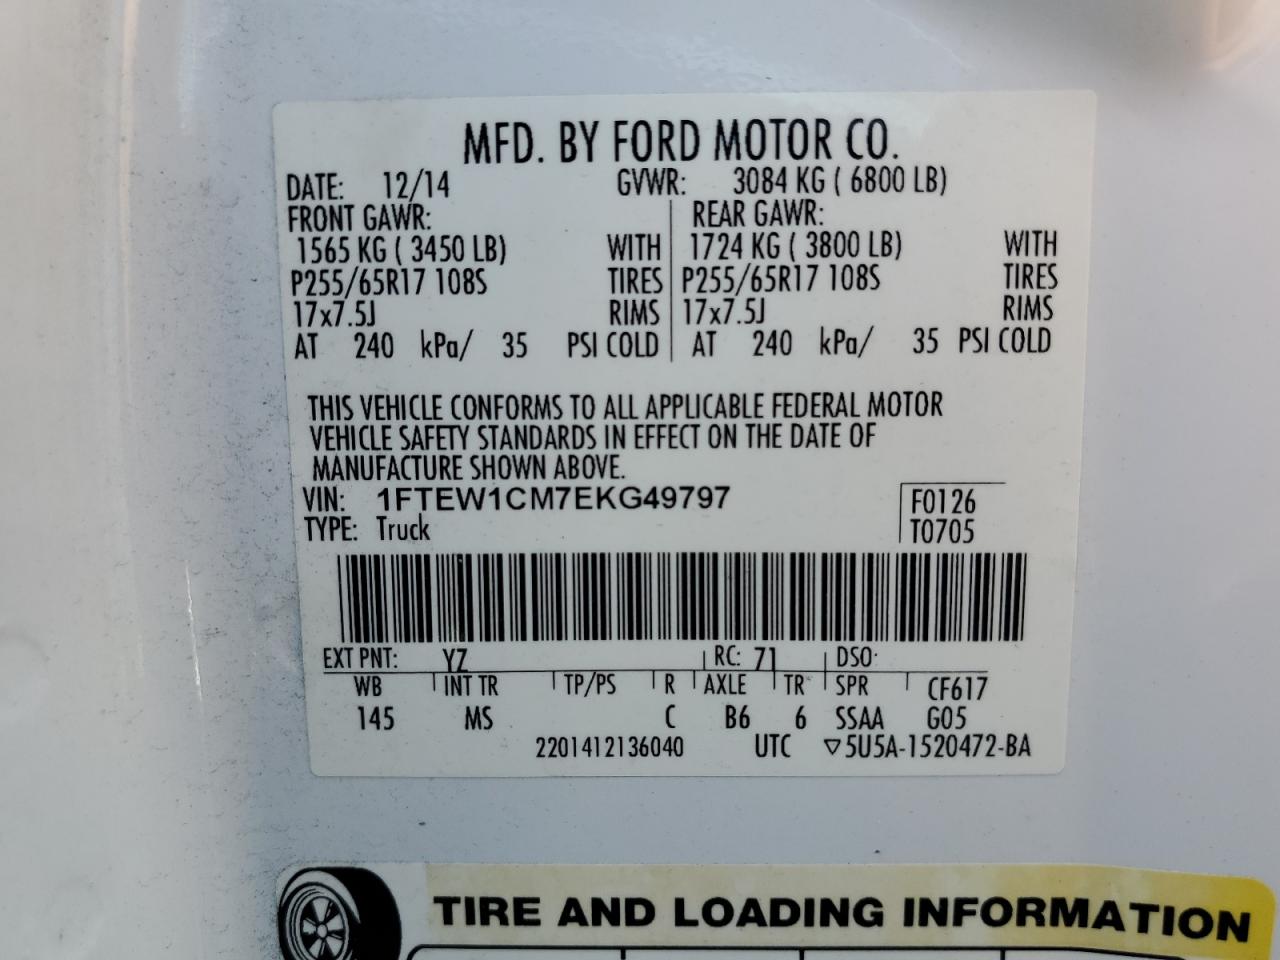 MFD. BY FORD MOTOR CO.
DATE: 12/14 GVWR: 3084 KG ( 6800 LB)
FRONT GAWR: REAR GAWR:
1565 KG ( 3450 LB) WITH 1724 KG ( 3800 LB) WITH
P255/65R17 108S TIRES P255/65R17 108S TIRES
17x7.5J RIMS 17x7.5J RIMS
AT 240 kPa/ 35 PSI COLD AT 240 kPa/ 35 PSI COLD
THIS VEHICLE CONFORMS TO ALL APPLICABLE FEDERAL MOTOR
VEHICLE SAFETY STANDARDS IN EFFECT ON THE DATE OF
MANUFACTURE SHOWN ABOVE.
VIN: 1FTEW1CM7EKG49797 F0126
TYPE: Truck T0705
EXT PNT: YZ RC: 71 DSO:
WB INT TR TP/PS R AXLE TR SPR CF617
145 MS C B6 6 SSAA G05
2201412136040 UTC ▽5U5A-1520472-BA
TIRE AND LOADING INFORMATION